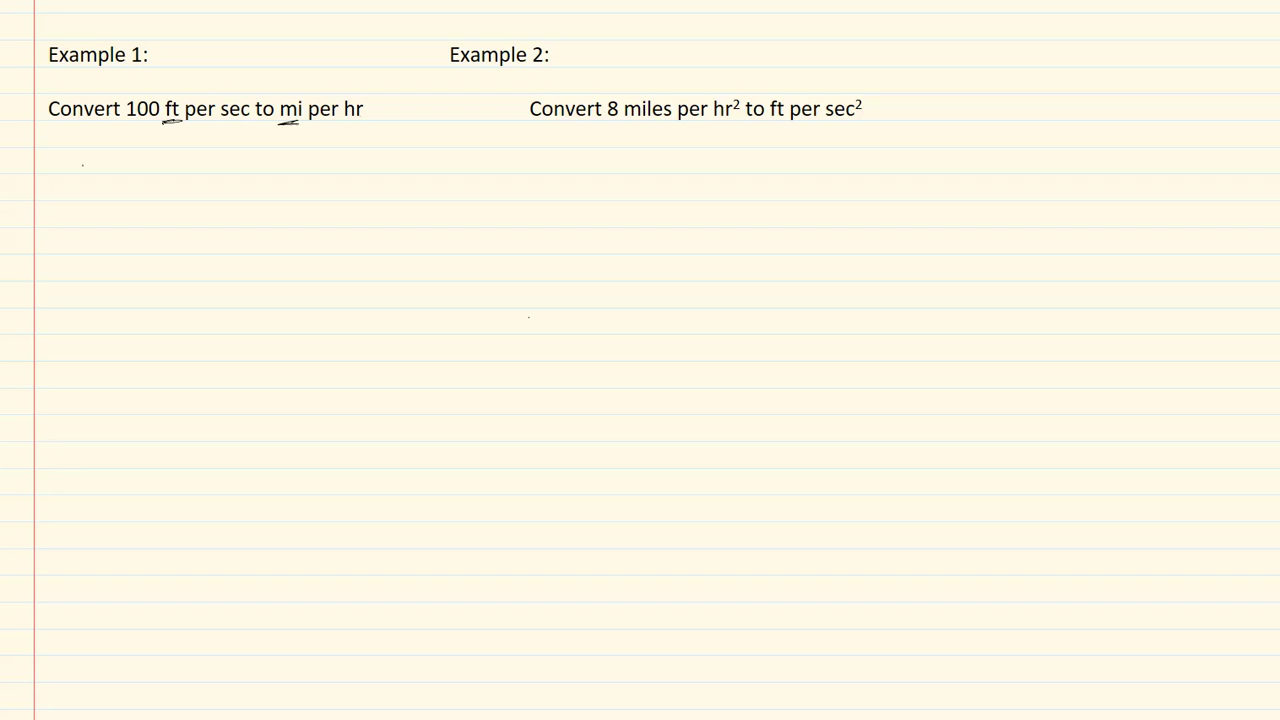 Example 1:
Convert 100 ft per sec to mi per hr
Example 2:
Convert 8 miles per hr² to ft per sec²